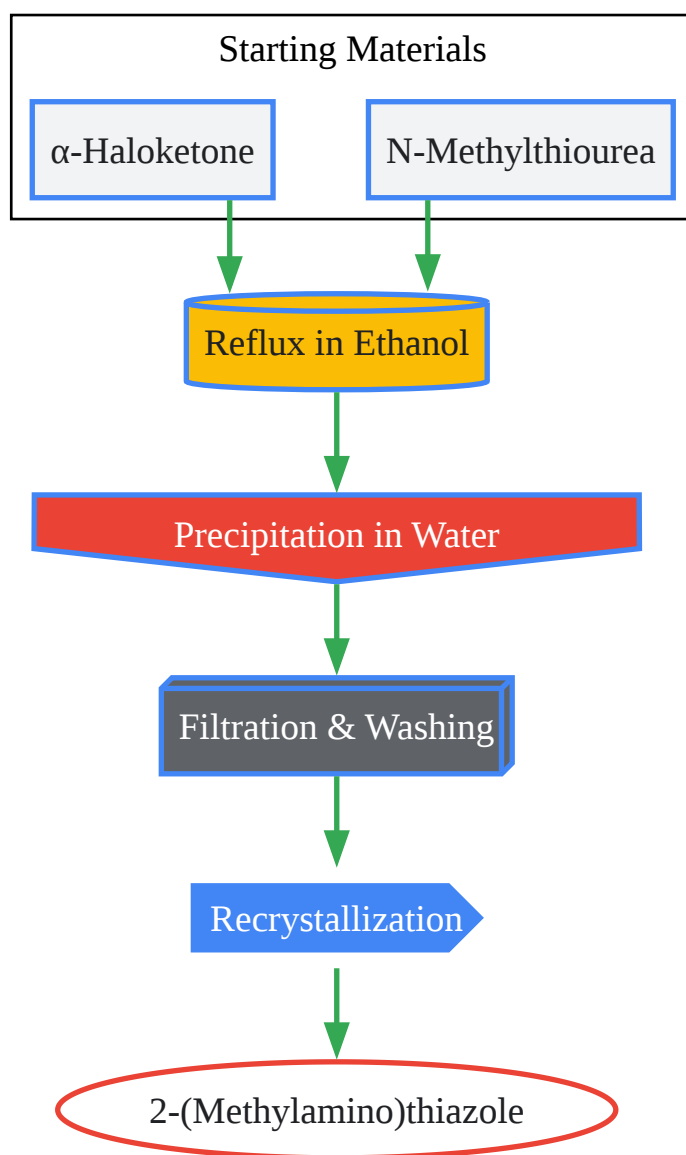 Starting Materials
α-Haloketone
N-Methylthiourea
Reflux in Ethanol
Precipitation in Water
Filtration & Washing
Recrystallization
2-(Methylamino)thiazole